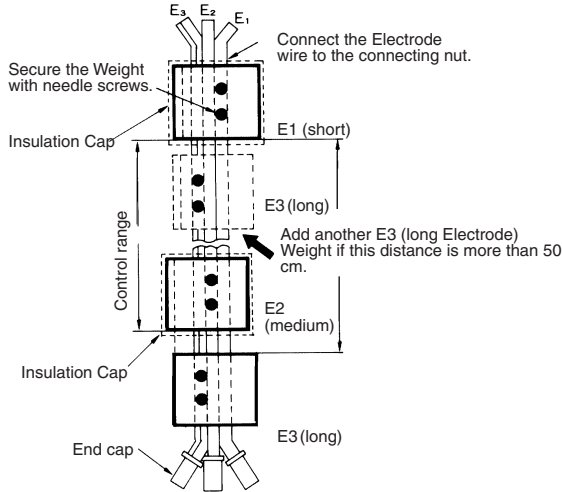 E3 E2 E1
Connect the Electrode
wire to the connecting nut.
Secure the Weight
with needle screws.
E1 (short)
Insulation Cap
E3 (long)
Control range
Add another E3 (long Electrode)
Weight if this distance is more than 50
cm.
E2
(medium)
Insulation Cap
E3 (long)
End cap